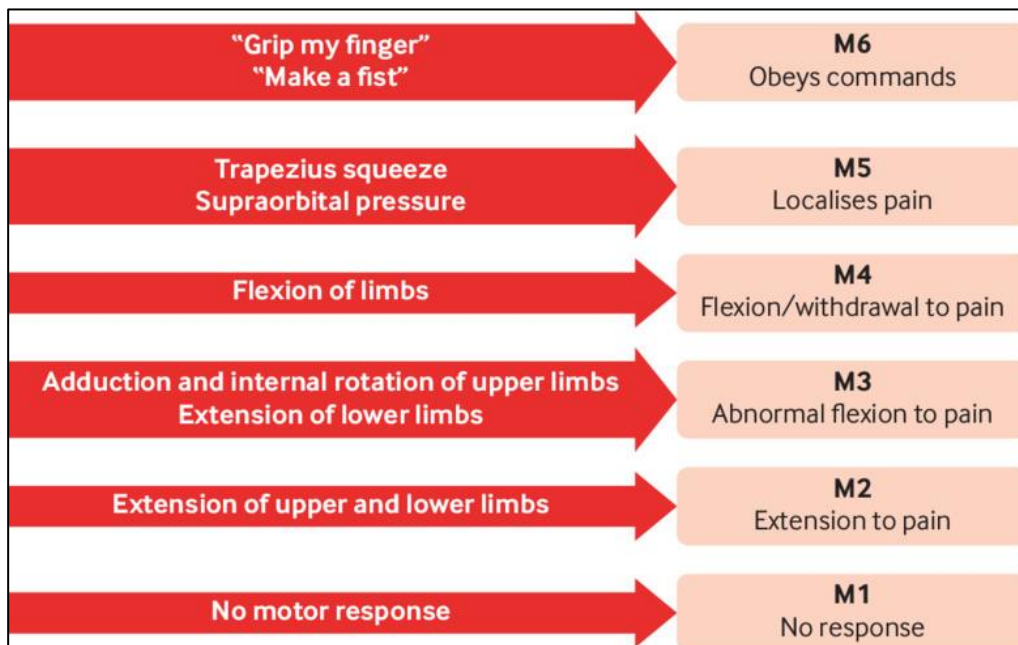 “Grip my finger”
“Make a fist”
M6
Obeys commands
Trapezius squeeze
Supraorbital pressure
M5
Localises pain
Flexion of limbs
M4
Flexion/withdrawal to pain
Adduction and internal rotation of upper limbs
Extension of lower limbs
M3
Abnormal flexion to pain
Extension of upper and lower limbs
M2
Extension to pain
No motor response
M1
No response